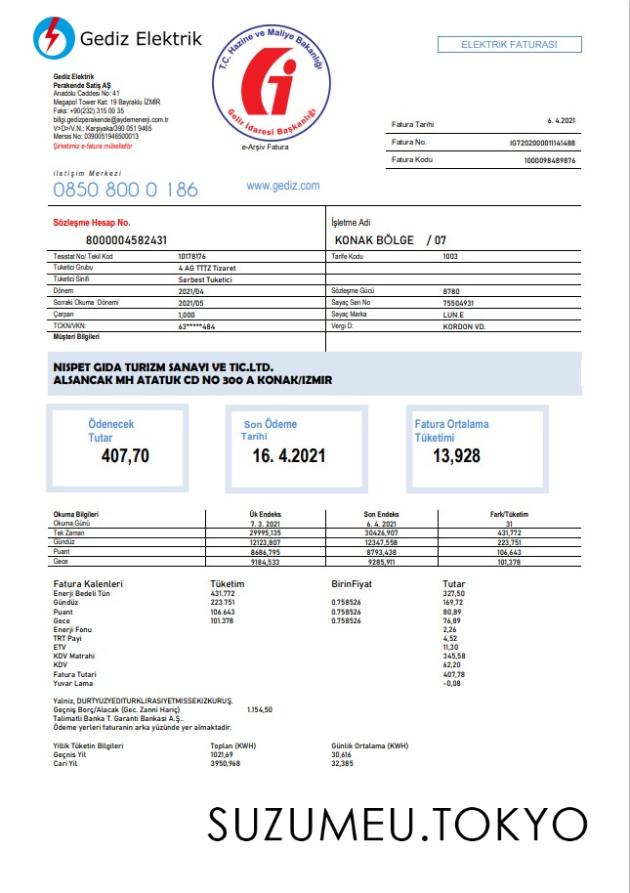 Gediz Elektrik
T.C. Hazine ve Maliye Bakanlığı
Gelir İdaresi Başkanlığı
e-Arşiv Fatura
ELEKTRIK FATURASI
Gediz Elektrik
Perakende Satiş AŞ
Anadolu Caddesi No: 41
Megapol Tower Kat: 19 Bayraklu İZMİR
Faks: +90(232) 315 00 35
bilgi.gedizperakende@aydemenerji.com.tr
V>D>/V.N.: Karşiyaka/390 051 9465
Mersis No: 0390051946500013
Şirketimiz e-fatura mükelleför
Fatura Tarihi 6. 4.2021
Fatura No. IG7202000011141488
Fatura Kodu 1000098489876
iletişim Merkezi
0850 800 0 186
www.gediz.com
Sözleşme Hesap No. İşletme Adi
8000004582431 KONAK BÖLGE / 07
Tesistat No/ Tekil Kod 10178176 Tarife Kodu 1003
Tuketici Grubu 4 AG TTTZ Tizaret
Tuketici Sinifi Serbest Tuketici
Dönem 2021/04 Sözleşme Gücü 8780
Sorraki Okuma Dönemi 2021/05 Sayaç Seri No 75504931
Çarpan 1,000 Sayaç Marka LUN.E
TCKN/VKN: 63*****484 Vergi D: KORDON VD.
Müşteri Bilgileri
NISPET GIDA TURIZM SANAYI VE TIC.LTD.
ALSANCAK MH ATATUK CD NO 300 A KONAK/IZMIR
Ödenecek Tutar
407,70
Son Ödeme Tarihi
16. 4.2021
Fatura Ortalama Tüketimi
13,928
Okuma Bilgileri Ük Endeks Son Endeks Fark/Tüketim
Okuma Günü 7. 3. 2021 6. 4. 2021 31
Tek Zaman 29995,135 30426,907 431,772
Gündüz 12123,807 12347,558 223,751
Puant 8686,795 8793,438 106,643
Gece 9184,533 9285,911 101,378
Fatura Kalenleri Tüketim BirinFiyat Tutar
Enerji Bedeli Tün 431.772 327,50
Gündüz 223.751 0.758526 169,72
Puant 106.643 0.758526 80,89
Gece 101.378 0.758526 76,89
Enerji Fonu 2,26
TRT Payi 4,52
ETV 11,30
KDV Matrahi 345,58
KDV 62,20
Fatura Tutari 407,78
Yuvar Lama -0,08
Yalniz, DURTYUZYEDITURKLIRASIYETMISSEKIZKURUŞ.
Geçniş Borç/Alacak (Gec. Zanni Hariç) 1.154,50
Talimatli Banka T. Garanti Bankasi A.Ş..
Ödeme yerleri faturanin arka yüzünde yer almaktadir.
Yillik Tüketin Bilgileri Toplan (KWH) Günlik Ortalama (KWH)
Geçnis Yil 1021,69 30,616
Cari Yil 3950,968 32,385
SUZUMEU.TOKYO